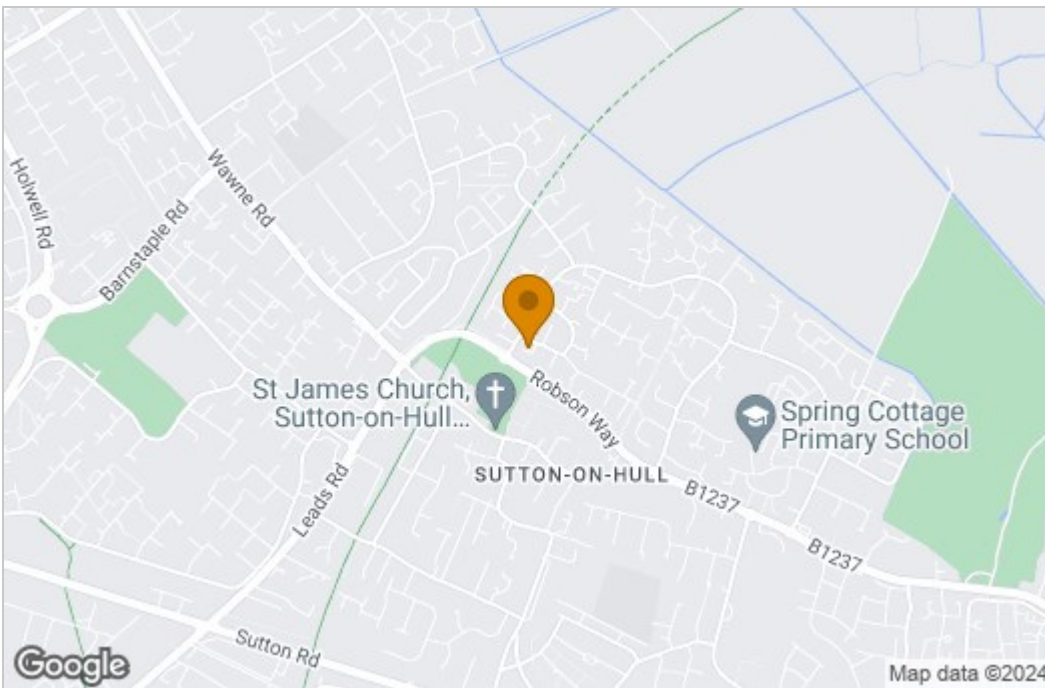 Holwell Rd
Barnstaple Rd
Wawne Rd
St James Church,
Sutton-on-Hull...
Robson Way
Spring Cottage
Primary School
SUTTON-ON-HULL
B1237
B1237
Leads Rd
Sutton Rd
Google
Map data ©2024